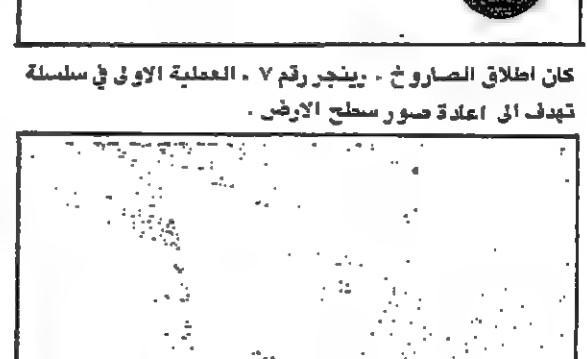 كان اطلاق الصاروخ . رينجر رقم ٧ . العملية الاولى في سلسلة
تهدف الى اعادة صور سطح الارض .